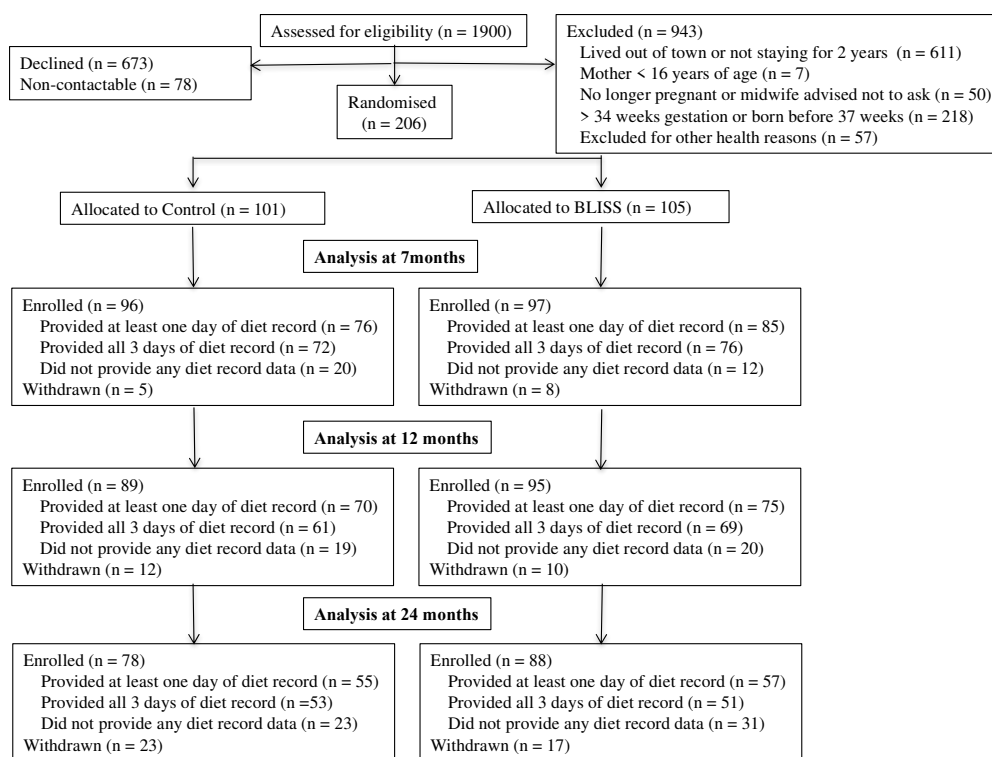 Assessed for eligibility (n = 1900)
Declined (n = 673)
Non-contactable (n = 78)
Excluded (n = 943)
Lived out of town or not staying for 2 years (n = 611)
Mother < 16 years of age (n = 7)
No longer pregnant or midwife advised not to ask (n = 50)
> 34 weeks gestation or born before 37 weeks (n = 218)
Excluded for other health reasons (n = 57)
Randomised
(n = 206)
Allocated to Control (n = 101)
Allocated to BLISS (n = 105)
Analysis at 7months
Enrolled (n = 96)
Provided at least one day of diet record (n = 76)
Provided all 3 days of diet record (n = 72)
Did not provide any diet record data (n = 20)
Withdrawn (n = 5)
Enrolled (n = 97)
Provided at least one day of diet record (n = 85)
Provided all 3 days of diet record (n = 76)
Did not provide any diet record data (n = 12)
Withdrawn (n = 8)
Analysis at 12 months
Enrolled (n = 89)
Provided at least one day of diet record (n = 70)
Provided all 3 days of diet record (n = 61)
Did not provide any diet record data (n = 19)
Withdrawn (n = 12)
Enrolled (n = 95)
Provided at least one day of diet record (n = 75)
Provided all 3 days of diet record (n = 69)
Did not provide any diet record data (n = 20)
Withdrawn (n = 10)
Analysis at 24 months
Enrolled (n = 78)
Provided at least one day of diet record (n = 55)
Provided all 3 days of diet record (n =53)
Did not provide any diet record data (n = 23)
Withdrawn (n = 23)
Enrolled (n = 88)
Provided at least one day of diet record (n = 57)
Provided all 3 days of diet record (n = 51)
Did not provide any diet record data (n = 31)
Withdrawn (n = 17)